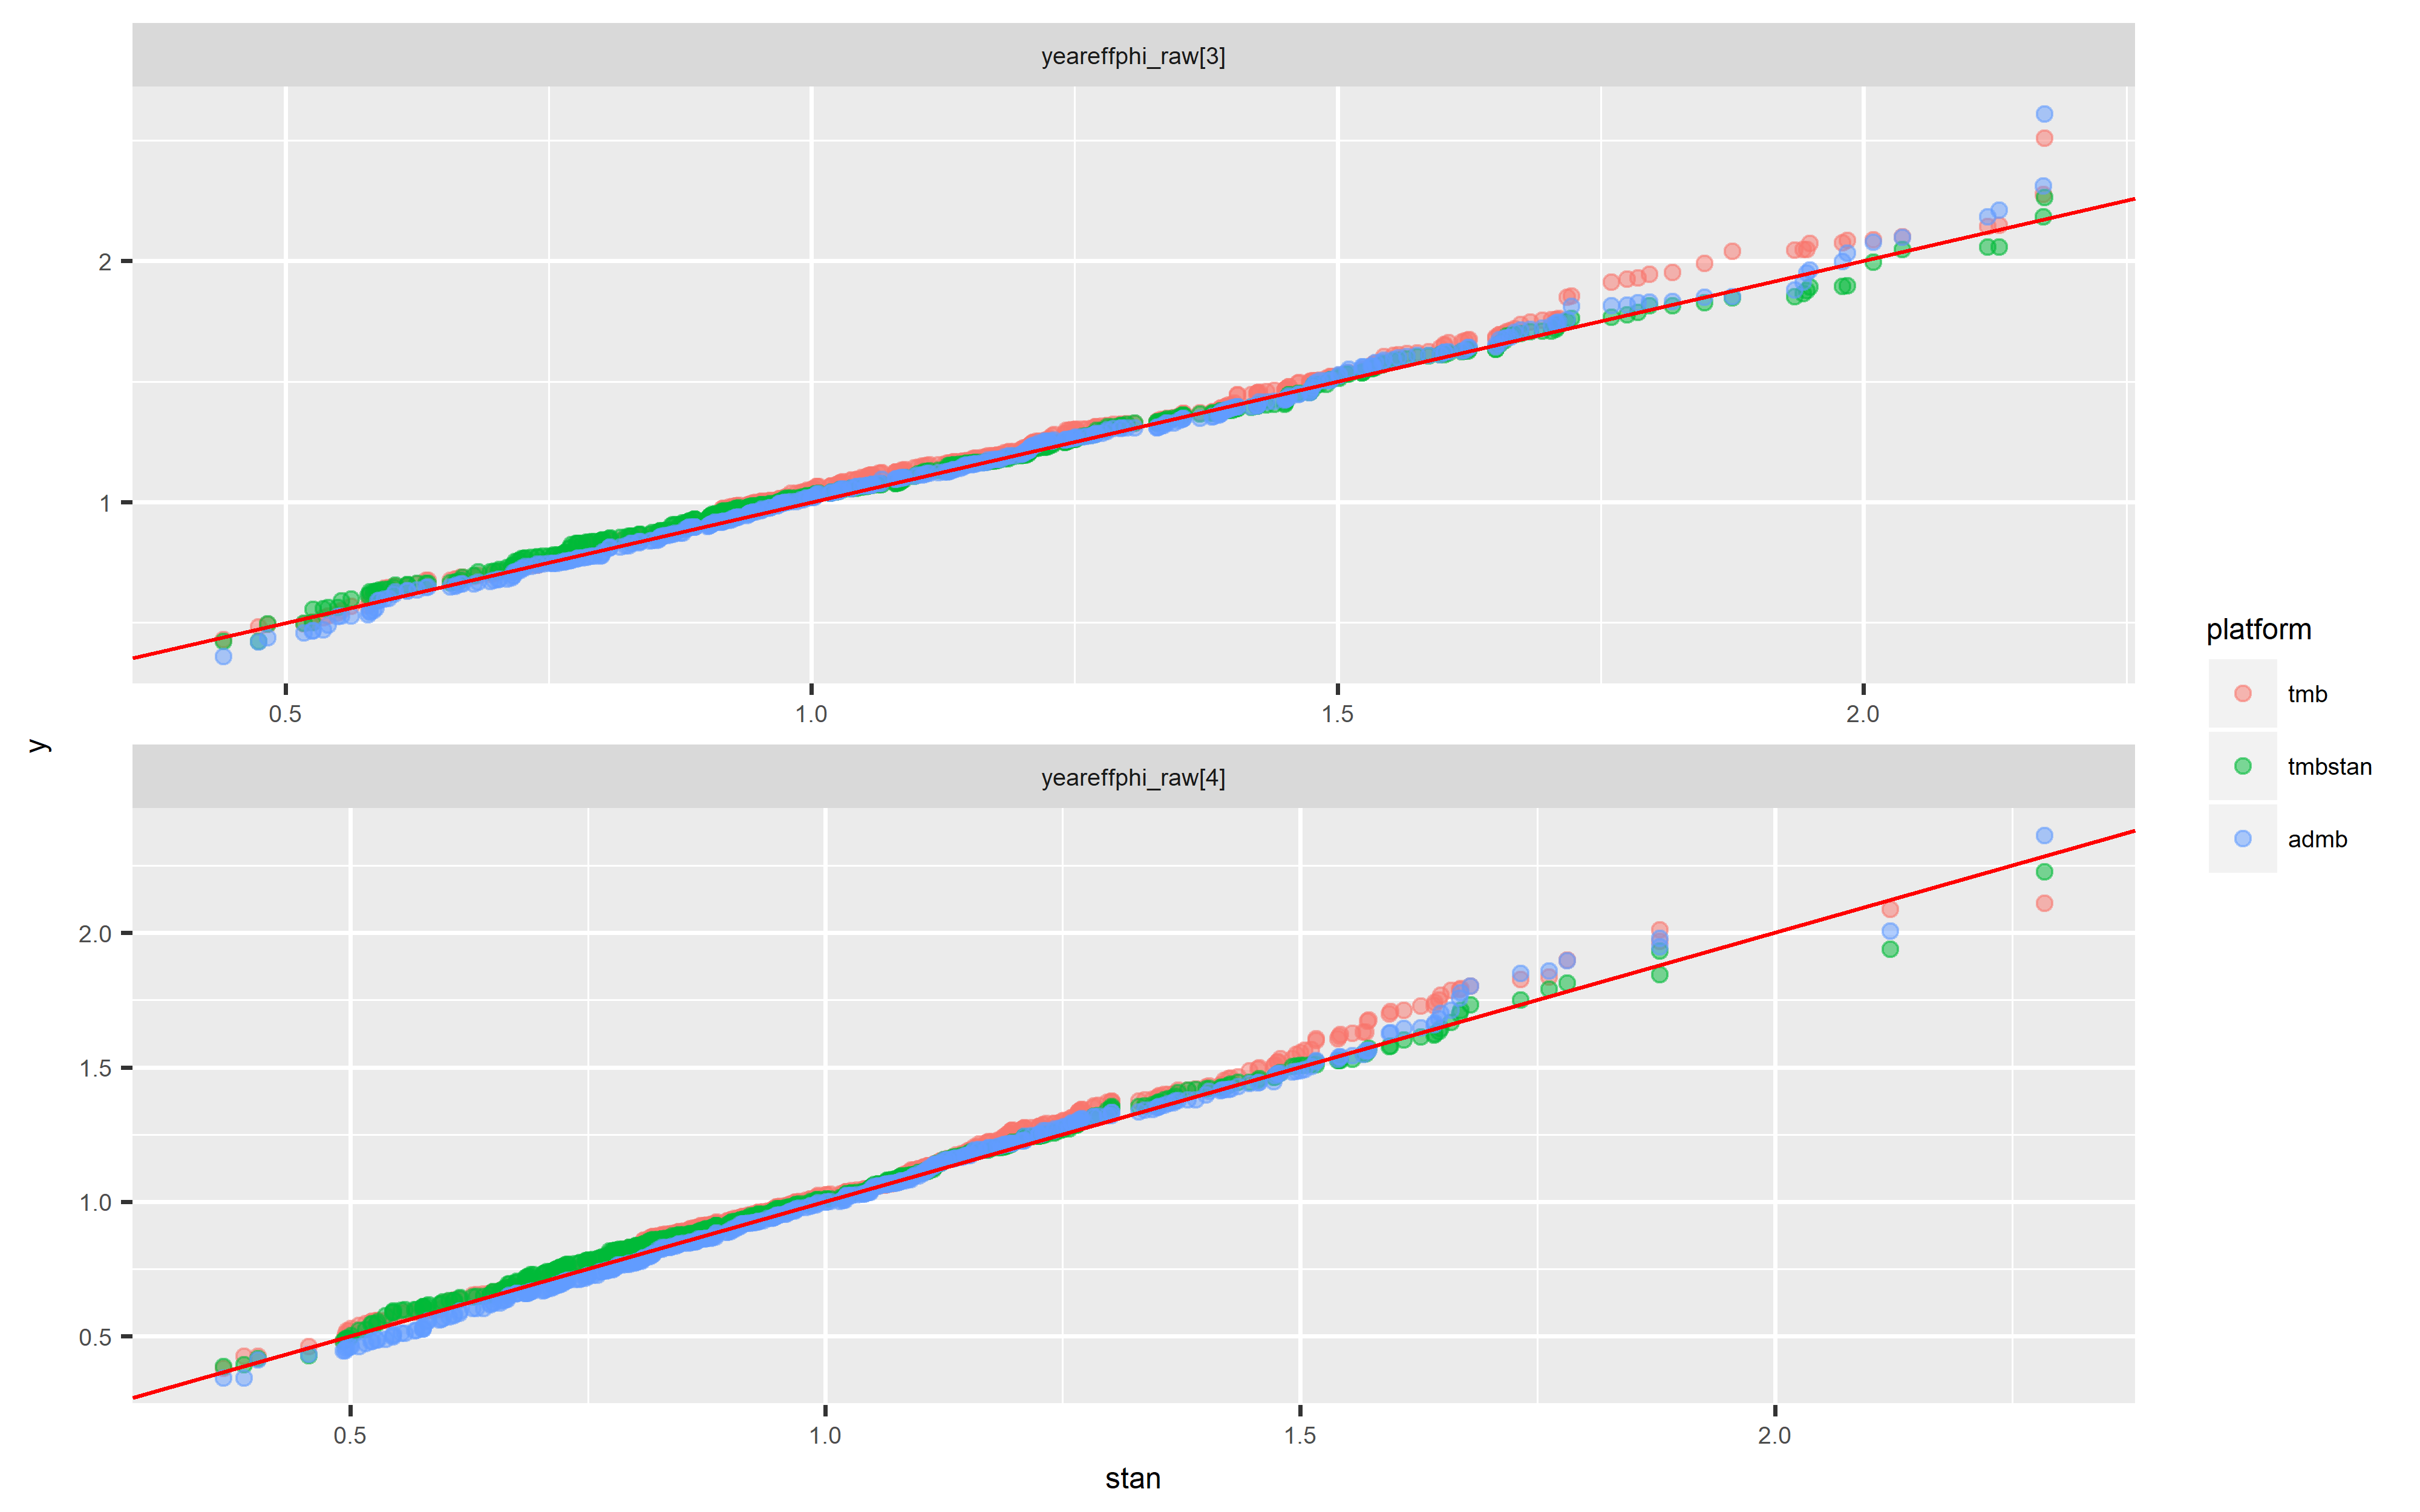 yeareffphi_raw[3]
2
1
0.5 1.0 1.5 2.0
y
yeareffphi_raw[4]
2.0
1.5
1.0
0.5
0.5 1.0 1.5 2.0
stan
platform
tmb
tmbstan
admb